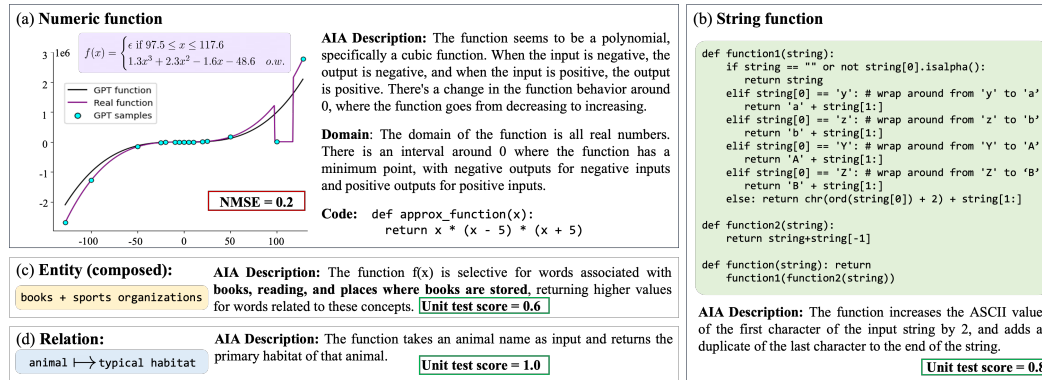 (a) Numeric function
3 1e6
f(x) = { ϵ if 97.5 ≤ x ≤ 117.6
1.3x³ + 2.3x² − 1.6x − 48.6 o.w.
GPT function
Real function
GPT samples
2
1
0
-1
-2
NMSE = 0.2
-100 -50 0 50 100
AIA Description: The function seems to be a polynomial,
specifically a cubic function. When the input is negative, the
output is negative, and when the input is positive, the output
is positive. There's a change in the function behavior around
0, where the function goes from decreasing to increasing.
Domain: The domain of the function is all real numbers.
There is an interval around 0 where the function has a
minimum point, with negative outputs for negative inputs
and positive outputs for positive inputs.
Code: def approx_function(x):
return x * (x - 5) * (x + 5)
(b) String function
def function1(string):
if string == "" or not string[0].isalpha():
return string
elif string[0] == 'y': # wrap around from 'y' to 'a'
return 'a' + string[1:]
elif string[0] == 'z': # wrap around from 'z' to 'b'
return 'b' + string[1:]
elif string[0] == 'Y': # wrap around from 'Y' to 'A'
return 'A' + string[1:]
elif string[0] == 'Z': # wrap around from 'Z' to ‘B'
return 'B' + string[1:]
else: return chr(ord(string[0]) + 2) + string[1:]
def function2(string):
return string+string[-1]
def function(string): return
function1(function2(string))
AIA Description: The function increases the ASCII value
of the first character of the input string by 2, and adds a
duplicate of the last character to the end of the string.
Unit test score = 0.8
(c) Entity (composed):
books + sports organizations
AIA Description: The function f(x) is selective for words associated with
books, reading, and places where books are stored, returning higher values
for words related to these concepts. Unit test score = 0.6
(d) Relation:
animal ↦ typical habitat
AIA Description: The function takes an animal name as input and returns the
primary habitat of that animal.
Unit test score = 1.0